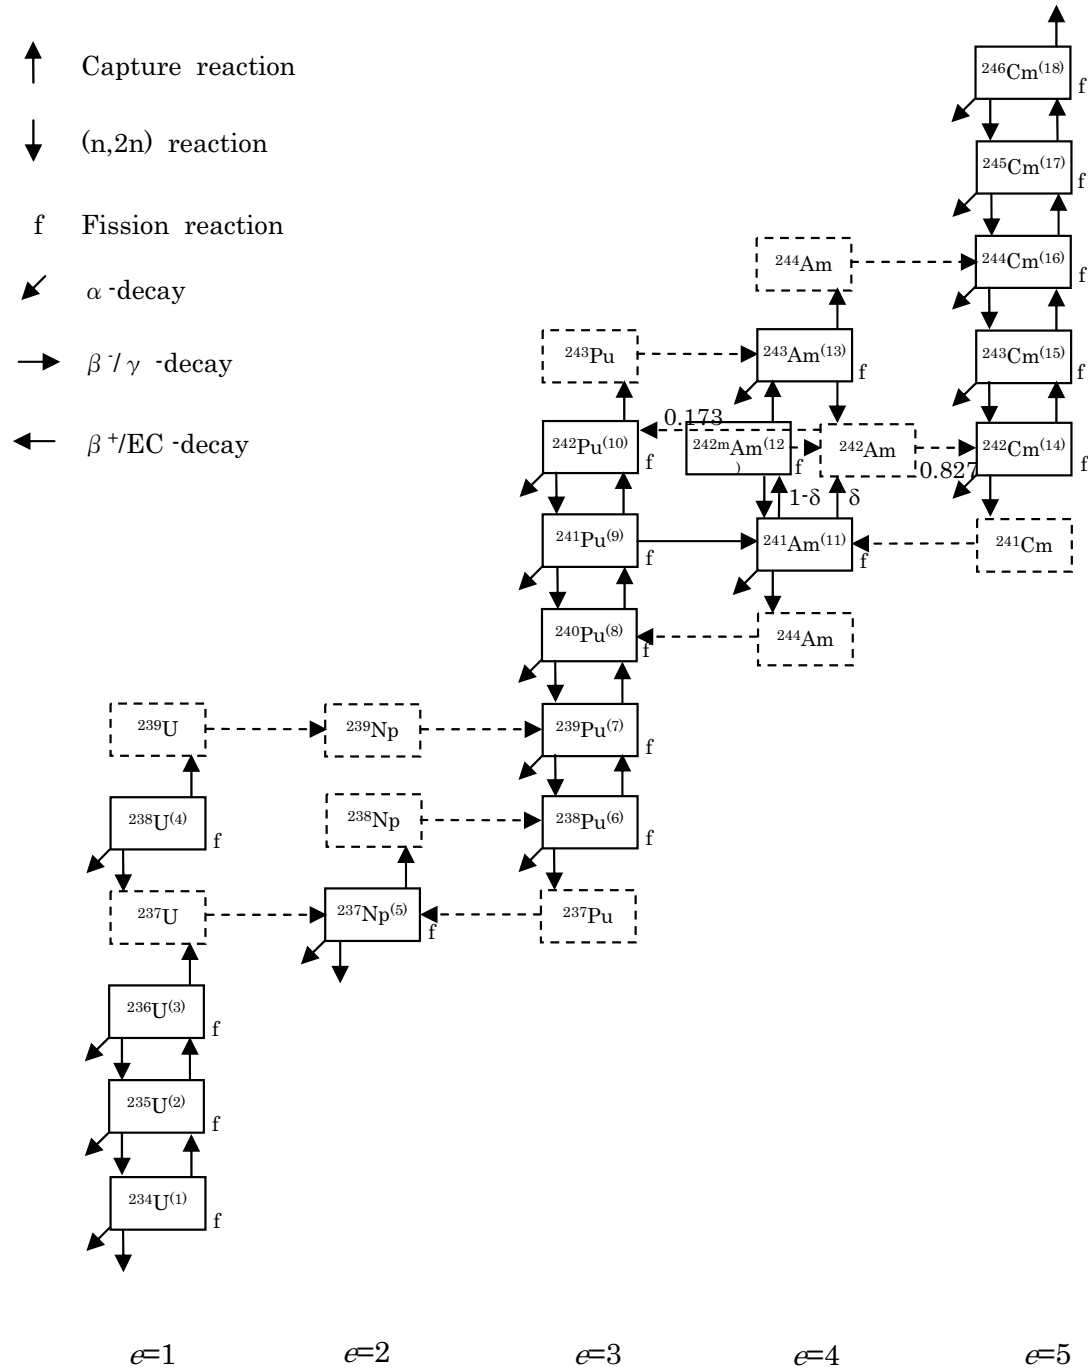 Capture reaction
(n,2n) reaction
f Fission reaction
α-decay
β⁻/γ -decay
β⁺/EC -decay
²⁴⁶Cm⁽¹⁸⁾
f
²⁴⁵Cm⁽¹⁷⁾
f
²⁴⁴Am
²⁴⁴Cm⁽¹⁶⁾
f
²⁴³Pu
²⁴³Am⁽¹³⁾
f
²⁴³Cm⁽¹⁵⁾
f
0.173
²⁴²Pu⁽¹⁰⁾
f
²⁴²ᵐAm⁽¹²
⁾
f
²⁴²Am
0.827
²⁴²Cm⁽¹⁴⁾
f
1-δ
δ
²⁴¹Pu⁽⁹⁾
f
²⁴¹Am⁽¹¹⁾
f
²⁴¹Cm
²⁴⁰Pu⁽⁸⁾
f
²⁴⁴Am
²³⁹U
²³⁹Np
²³⁹Pu⁽⁷⁾
f
²³⁸U⁽⁴⁾
f
²³⁸Np
²³⁸Pu⁽⁶⁾
f
²³⁷U
²³⁷Np⁽⁵⁾
f
²³⁷Pu
²³⁶U⁽³⁾
f
²³⁵U⁽²⁾
f
²³⁴U⁽¹⁾
f
e=1 e=2 e=3 e=4 e=5